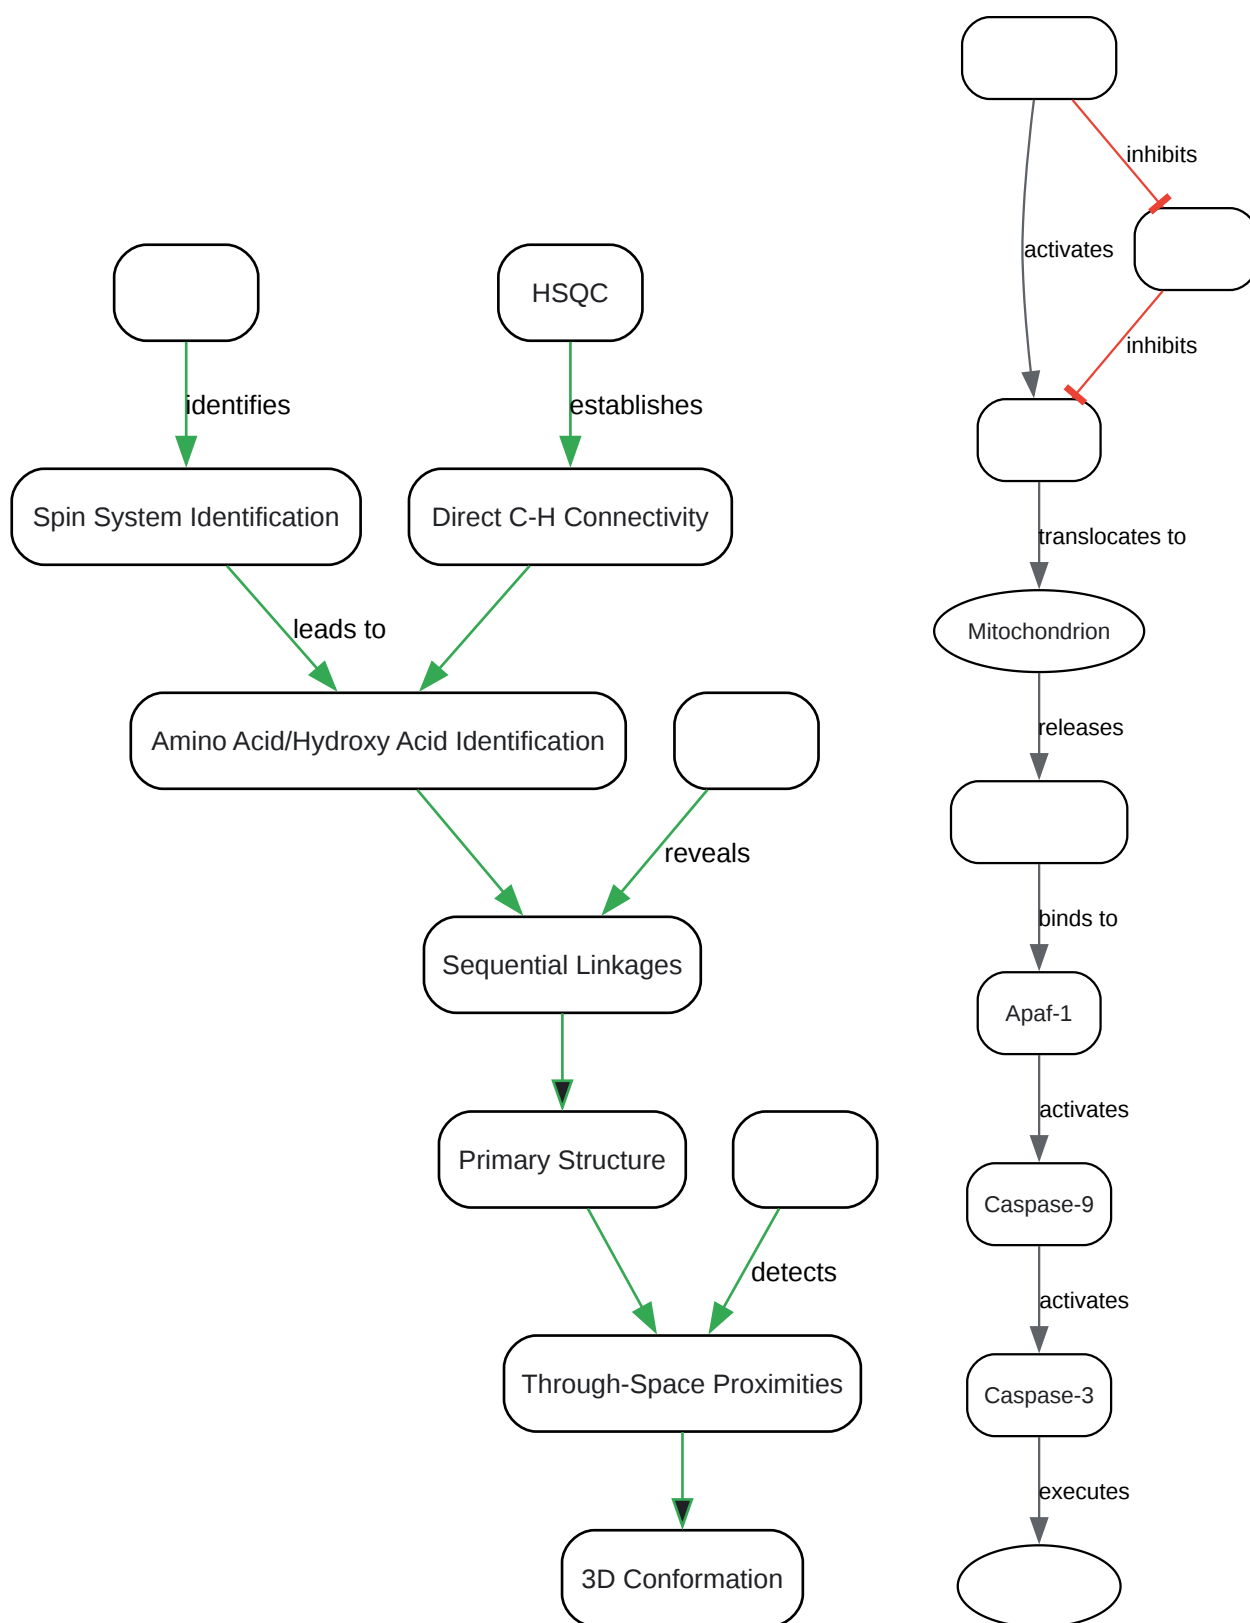 HSQC
identifies
establishes
Spin System Identification
Direct C-H Connectivity
leads to
Amino Acid/Hydroxy Acid Identification
reveals
Sequential Linkages
Primary Structure
detects
Through-Space Proximities
3D Conformation
inhibits
activates
inhibits
translocates to
Mitochondrion
releases
binds to
Apaf-1
activates
Caspase-9
activates
Caspase-3
executes